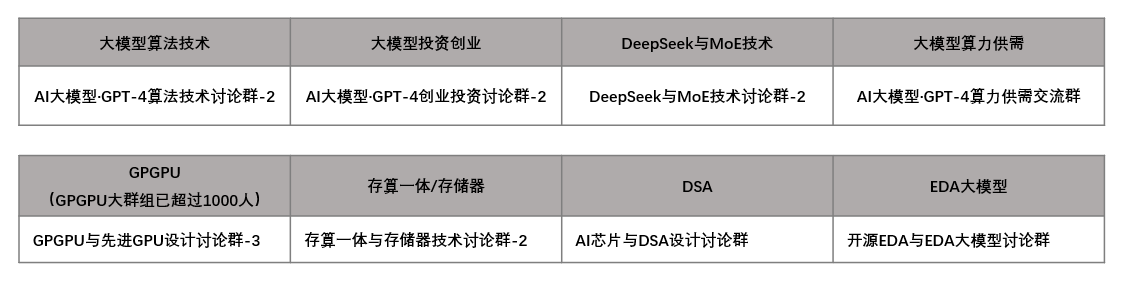 大模型算法技术
大模型投资创业
DeepSeek与MoE技术
大模型算力供需
AI大模型·GPT-4算法技术讨论群-2
AI大模型·GPT-4创业投资讨论群-2
DeepSeek与MoE技术讨论群-2
AI大模型·GPT-4算力供需交流群
GPGPU
（GPGPU大群组已超过1000人）
存算一体/存储器
DSA
EDA大模型
GPGPU与先进GPU设计讨论群-3
存算一体与存储器技术讨论群-2
AI芯片与DSA设计讨论群
开源EDA与EDA大模型讨论群